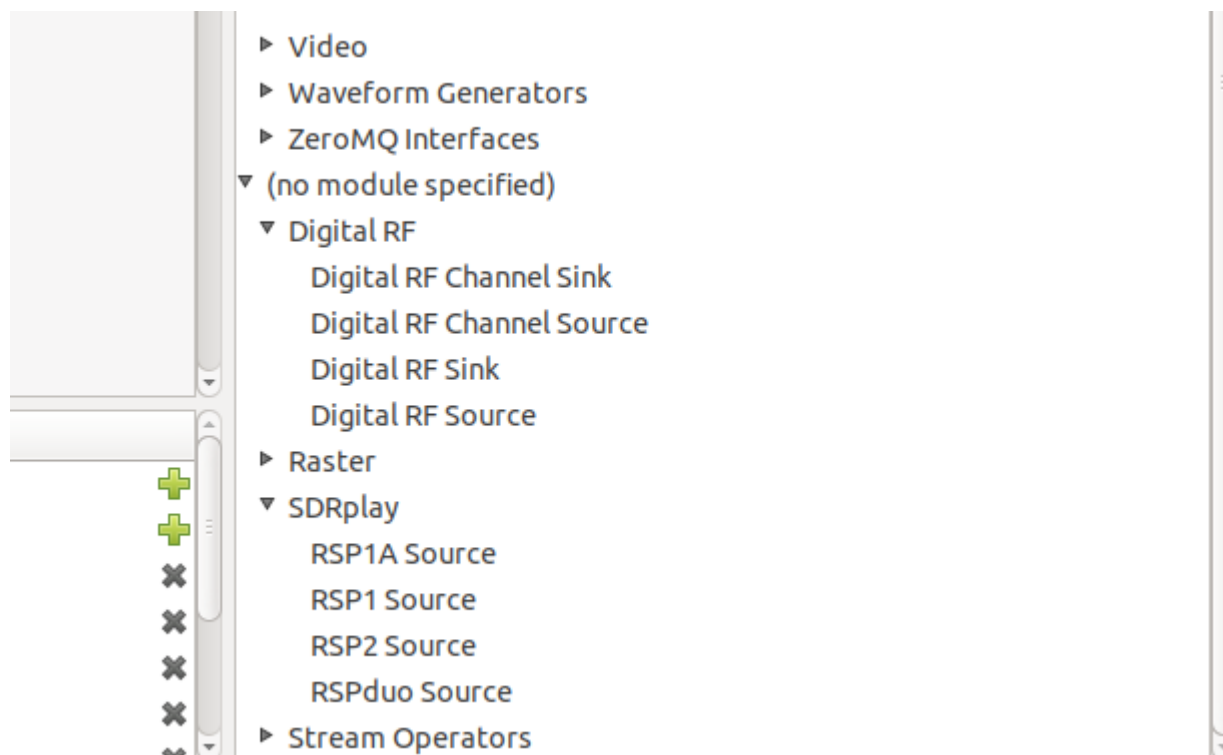 Video
Waveform Generators
ZeroMQ Interfaces
(no module specified)
Digital RF
Digital RF Channel Sink
Digital RF Channel Source
Digital RF Sink
Digital RF Source
Raster
SDRplay
RSP1A Source
RSP1 Source
RSP2 Source
RSPduo Source
Stream Operators